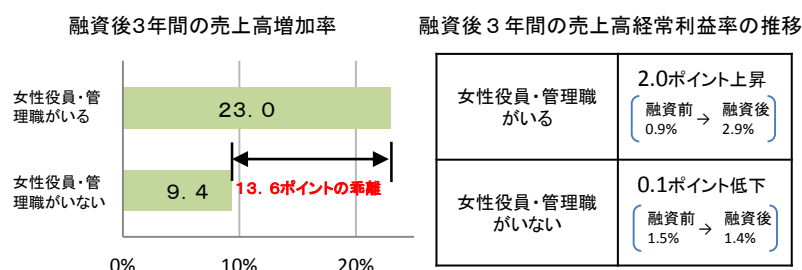 融資後3年間の売上高増加率
女性役員・管
理職がいる
23.0
女性役員・管
理職がいない
9.4
13.6ポイントの乖離
0%
10%
20%
融資後3年間の売上高経常利益率の推移
女性役員・管理職
がいる
2.0ポイント上昇
融資前 → 融資後
0.9% 2.9%
女性役員・管理職
がいない
0.1ポイント低下
融資前 → 融資後
1.5% 1.4%